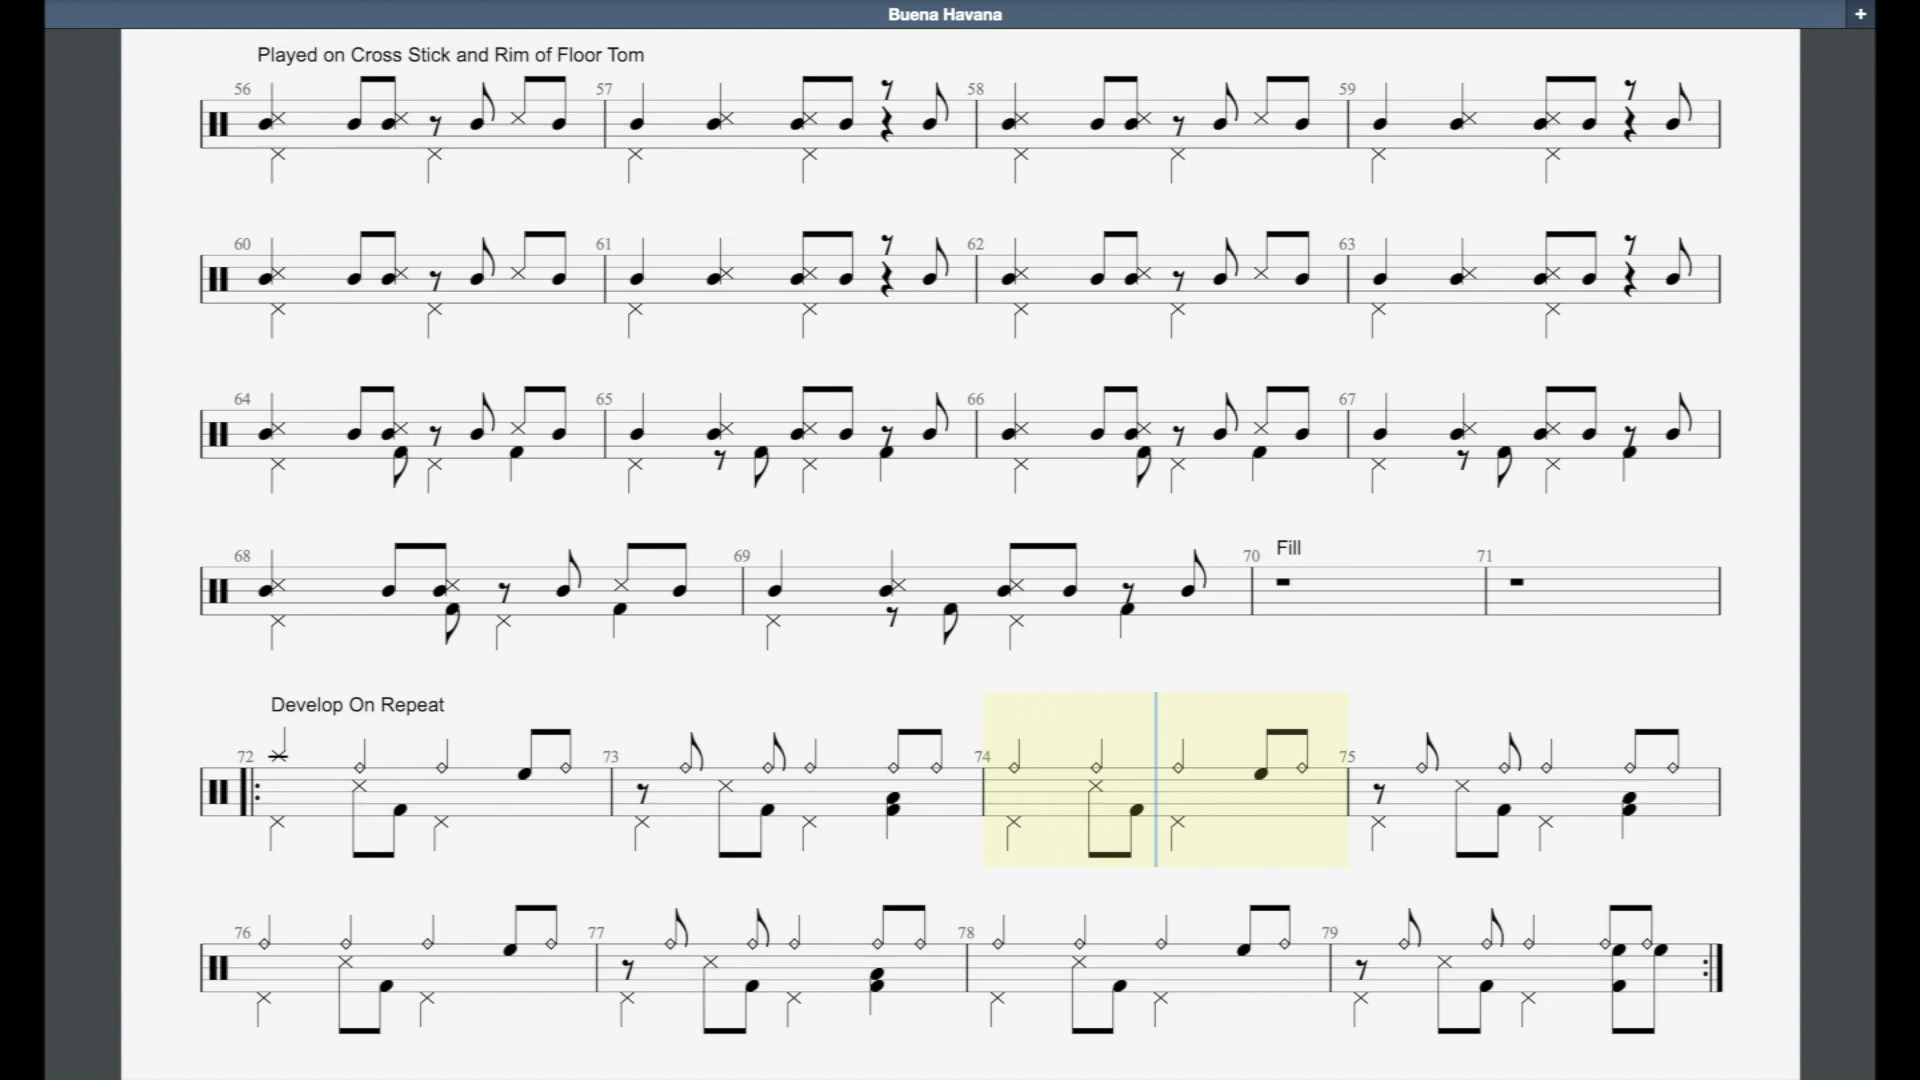 Buena Havana
+
Played on Cross Stick and Rim of Floor Tom
56 57 58 59
60 61 62 63
64 65 66 67
68 69 70 Fill 71
Develop On Repeat
72 73 74 75
76 77 78 79